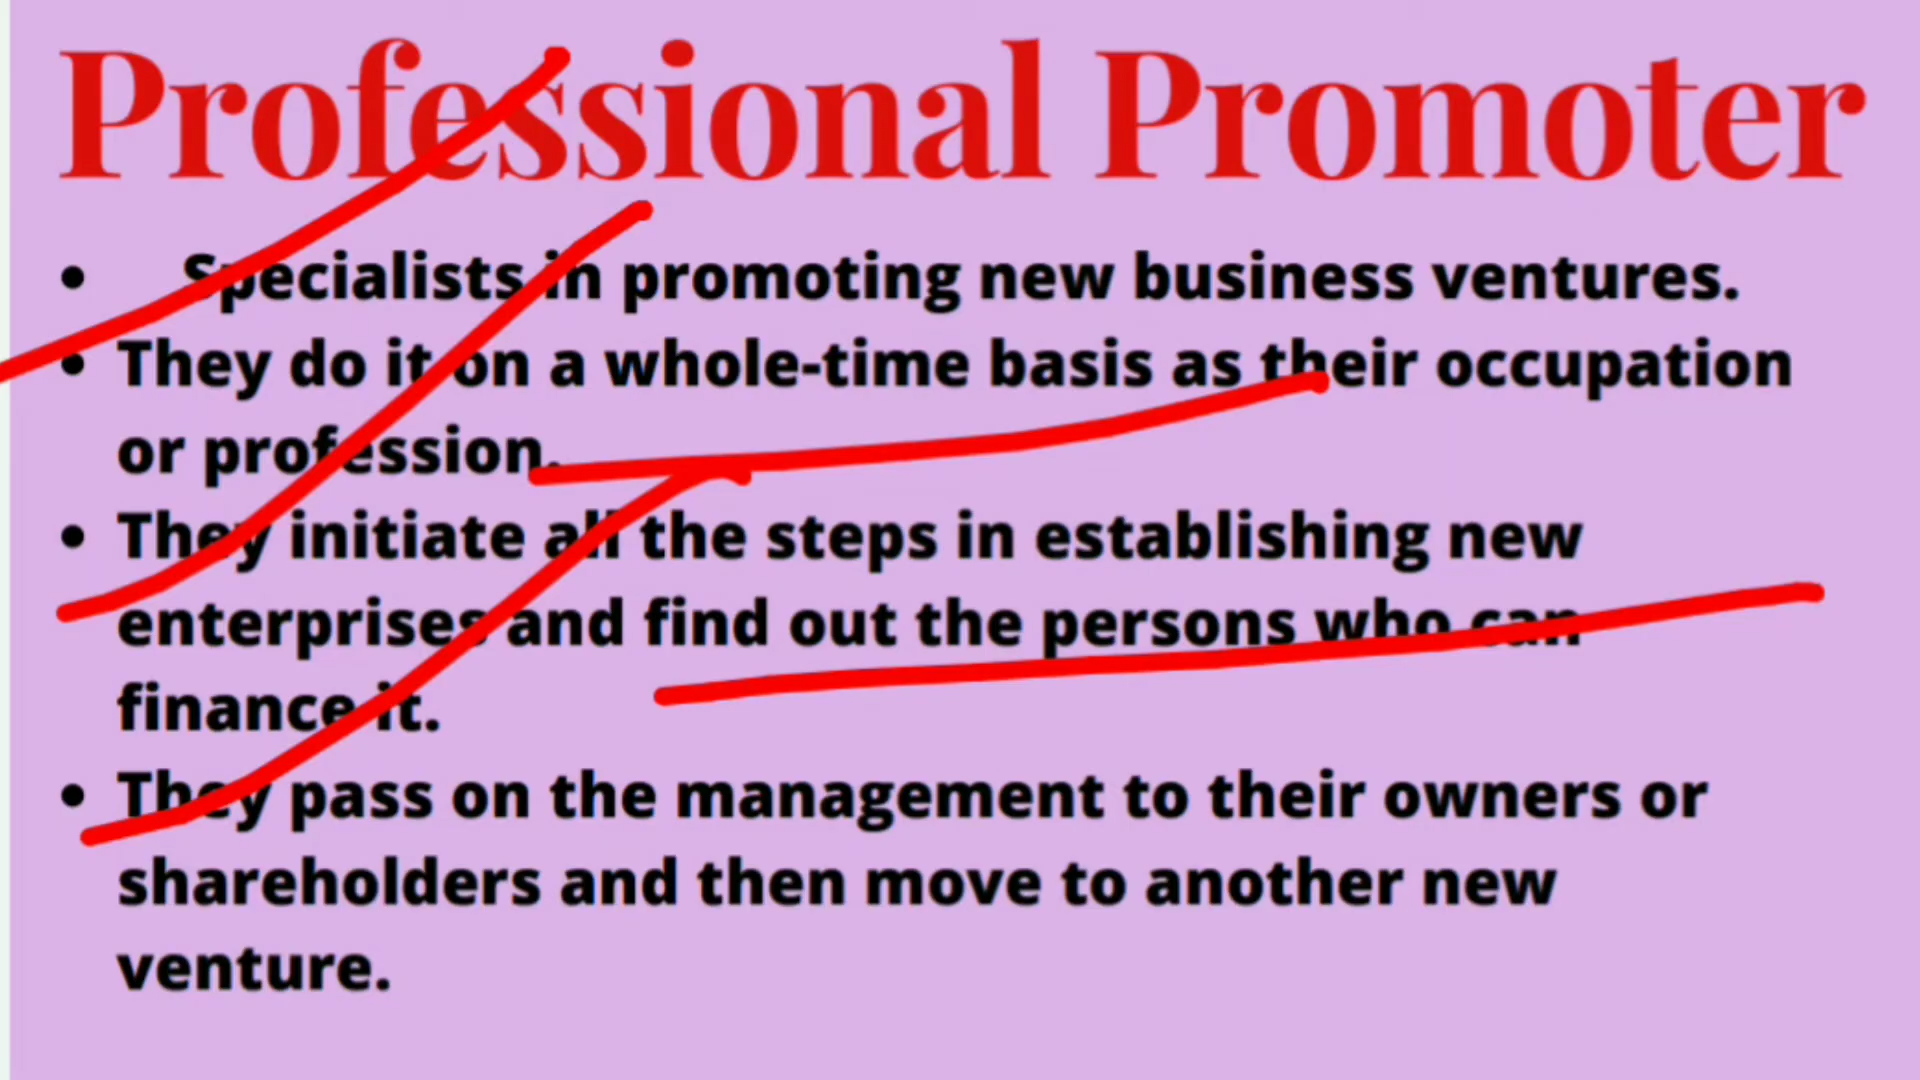 Professional Promoter
• Specialists in promoting new business ventures.
• They do it on a whole-time basis as their occupation
or profession.
• They initiate all the steps in establishing new
enterprises and find out the persons who can
finance it.
• They pass on the management to their owners or
shareholders and then move to another new
venture.